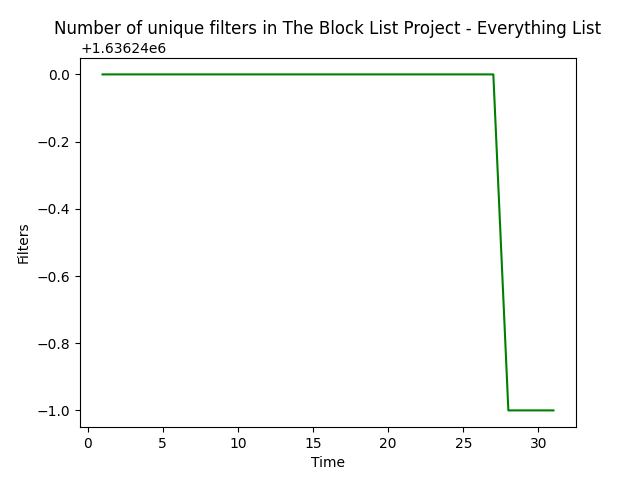 Number of unique filters in The Block List Project - Everything List
+1.63624e6
0.0
−0.2
−0.4
−0.6
−0.8
−1.0
Filters
0 5 10 15 20 25 30
Time